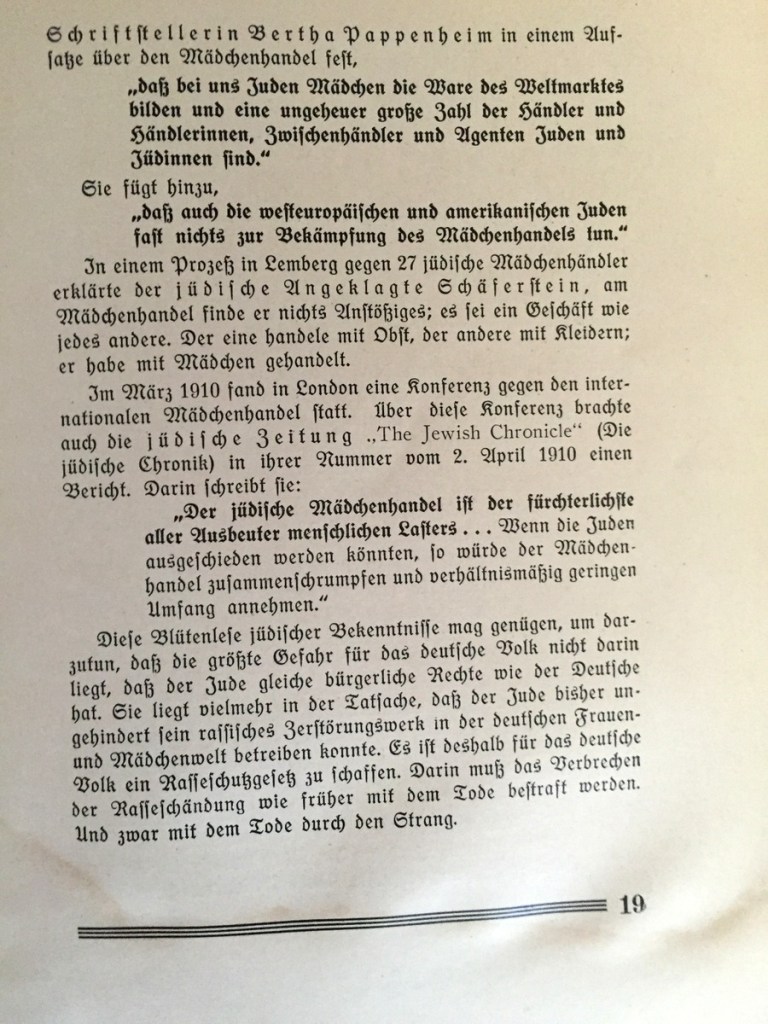 Schriftstellerin Bertha Pappenheim in einem Auf-
satze über den Mädchenhandel fest,
„daß bei uns Juden Mädchen die Ware des Weltmarktes
bilden und eine ungeheuer große Zahl der Händler und
Händlerinnen, Zwischenhändler und Agenten Juden und
Jüdinnen sind.“
Sie fügt hinzu,
„daß auch die westeuropäischen und amerikanischen Juden
fast nichts zur Bekämpfung des Mädchenhandels tun.“
In einem Prozeß in Lemberg gegen 27 jüdische Mädchenhändler
erklärte der jüdische Angeklagte Schäferstein, am
Mädchenhandel finde er nichts Anstößiges; es sei ein Geschäft wie
jedes andere. Der eine handele mit Obst, der andere mit Kleidern;
er habe mit Mädchen gehandelt.
Im März 1910 fand in London eine Konferenz gegen den inter-
nationalen Mädchenhandel statt. Über diese Konferenz brachte
auch die jüdische Zeitung „The Jewish Chronicle“ (Die
jüdische Chronik) in ihrer Nummer vom 2. April 1910 einen
Bericht. Darin schreibt sie:
„Der jüdische Mädchenhandel ist der fürchterlichste
aller Ausbeuter menschlichen Lasters... Wenn die Juden
ausgeschieden werden könnten, so würde der Mädchen-
handel zusammenschrumpfen und verhältnismäßig geringen
Umfang annehmen.“
Diese Blütenlese jüdischer Bekenntnisse mag genügen, um dar-
zutun, daß die größte Gefahr für das deutsche Volk nicht darin
liegt, daß der Jude gleiche bürgerliche Rechte wie der Deutsche
hat. Sie liegt vielmehr in der Tatsache, daß der Jude bisher un-
gehindert sein rassisches Zerstörungswerk in der deutschen Frauen-
und Mädchenwelt betreiben konnte. Es ist deshalb für das deutsche
Volk ein Rasseschutzgesetz zu schaffen. Darin muß das Verbrechen
der Rasseschändung wie früher mit dem Tode bestraft werden.
Und zwar mit dem Tode durch den Strang.
19